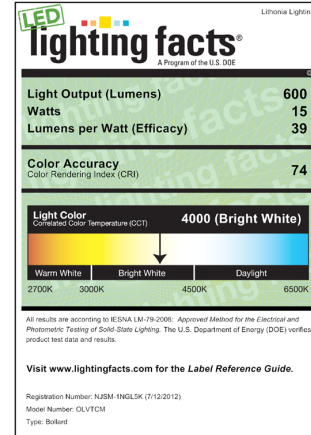 Lithonia Lightin
LED
lighting facts®
A Program of the U.S. DOE
Light Output (Lumens) 600
Watts 15
Lumens per Watt (Efficacy) 39
Color Accuracy 74
Color Rendering Index (CRI)
Light Color 4000 (Bright White)
Correlated Color Temperature (CCT)
Warm White Bright White Daylight
2700K 3000K 4500K 6500K
All results are according to IESNA LM-79-2008: Approved Method for the Electrical and
Photometric Testing of Solid-State Lighting. The U.S. Department of Energy (DOE) verifies
product test data and results.
Visit www.lightingfacts.com for the Label Reference Guide.
Registration Number: NJSM-1NGL5K (7/12/2012)
Model Number: OLVTCM
Type: Bollard